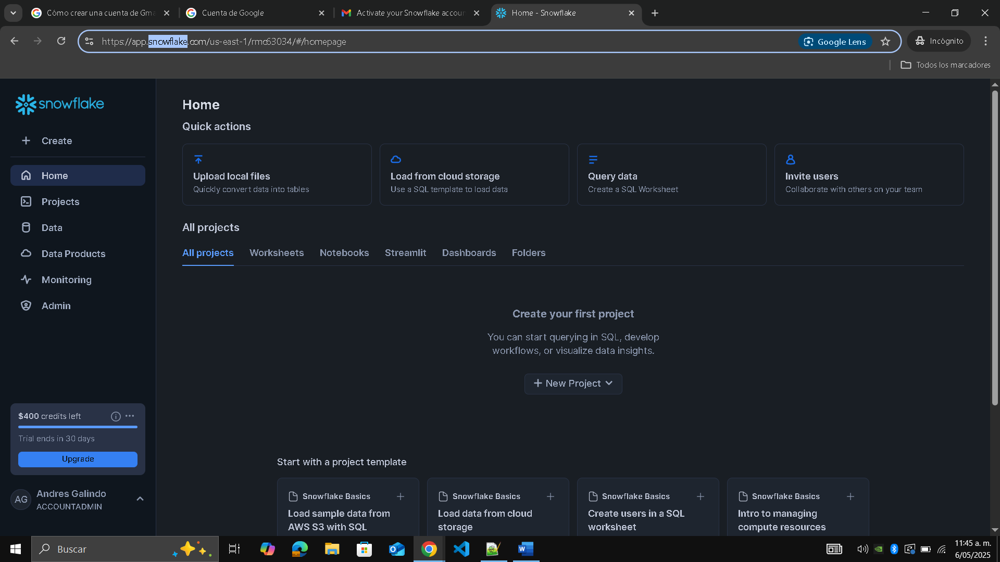 Cómo crear una cuenta de Gma
Cuenta de Google
Activate your Snowflake accoun
Home - Snowflake
https://app.snowflake.com/us-east-1/rmc63034/#/homepage
Google Lens
Incógnito
Todos los marcadores
snowflake
Create
Home
Projects
Data
Data Products
Monitoring
Admin
$400 credits left
Trial ends in 30 days
Upgrade
AG
Andres Galindo
ACCOUNTADMIN
Home
Quick actions
Upload local files
Quickly convert data into tables
Load from cloud storage
Use a SQL template to load data
Query data
Create a SQL Worksheet
Invite users
Collaborate with others on your team
All projects
All projects
Worksheets
Notebooks
Streamlit
Dashboards
Folders
Create your first project
You can start querying in SQL, develop
workflows, or visualize data insights.
New Project
Start with a project template
Snowflake Basics
Load sample data from
AWS S3 with SQL
Snowflake Basics
Load data from cloud
storage
Snowflake Basics
Create users in a SQL
worksheet
Snowflake Basics
Intro to managing
compute resources
Buscar
11:45 a. m.
6/05/2025